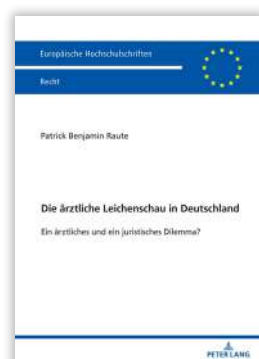 Europäische Hochschulschriften
Recht
Patrick Benjamin Raute
Die ärztliche Leichenschau in Deutschland
Ein ärztliches und ein juristisches Dilemma?
PETER LANG